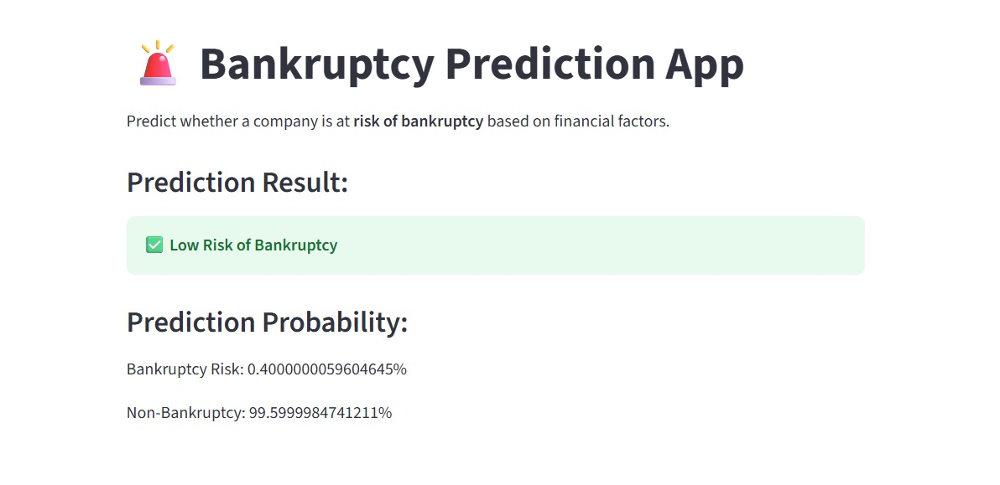 Bankruptcy Prediction App
Predict whether a company is at risk of bankruptcy based on financial factors.
Prediction Result:
Low Risk of Bankruptcy
Prediction Probability:
Bankruptcy Risk: 0.4000000059604645%
Non-Bankruptcy: 99.5999984741211%